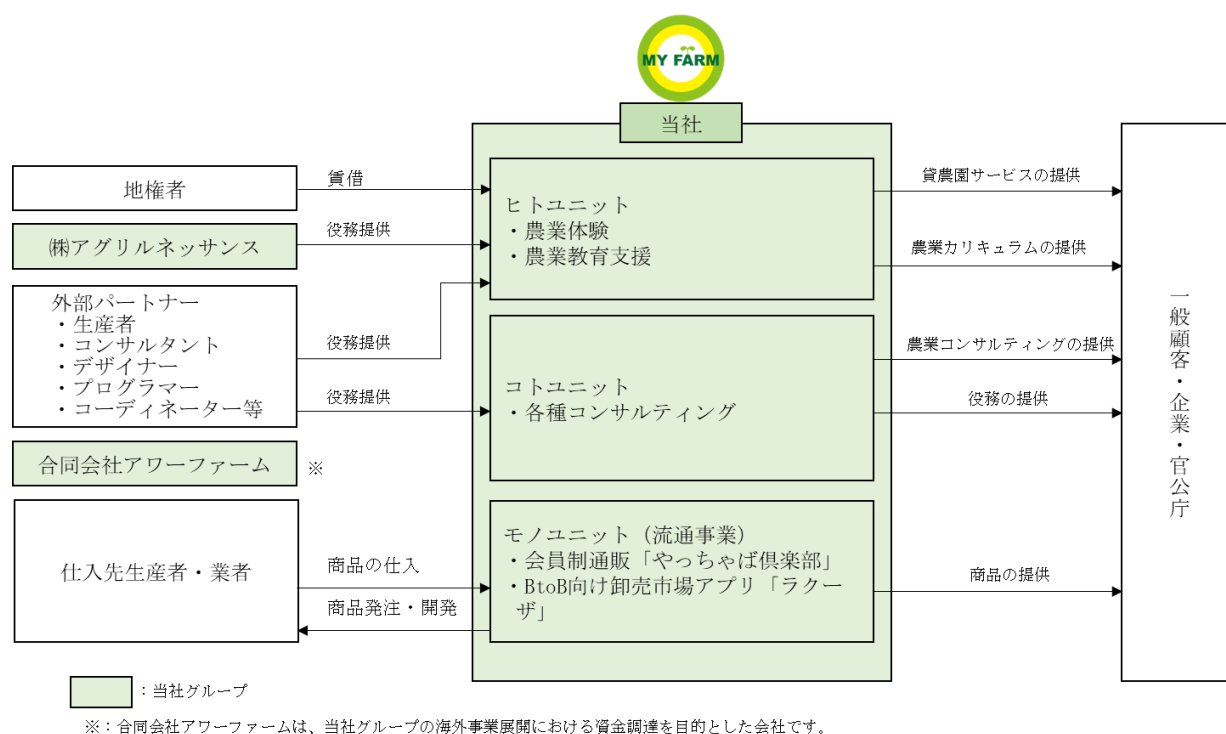 MY FARM
当社
地権者
賃借
㈱アグリルネッサンス
役務提供
外部パートナー
・生産者
・コンサルタント
・デザイナー
・プログラマー
・コーディネーター等
役務提供
役務提供
合同会社アワーファーム
※
仕入先生産者・業者
商品の仕入
商品発注・開発
ヒトユニット
・農業体験
・農業教育支援
コトユニット
・各種コンサルティング
モノユニット（流通事業）
・会員制通販「やっちゃば倶楽部」
・BtoB向け卸売市場アプリ「ラクー
ザ」
貸農園サービスの提供
農業カリキュラムの提供
農業コンサルティングの提供
役務の提供
商品の提供
一般顧客・企業・官公庁
：当社グループ
※：合同会社アワーファームは、当社グループの海外事業展開における資金調達を目的とした会社です。